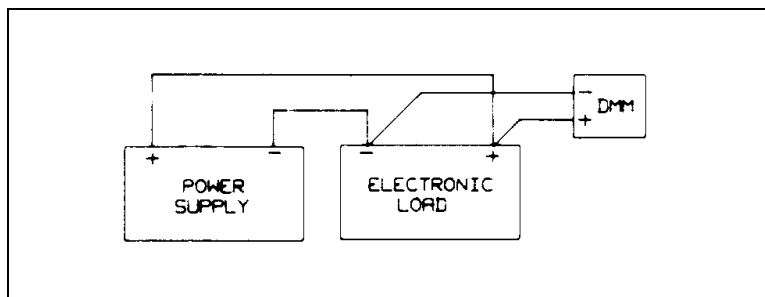 - DMM
+
+ - - +
POWER
SUPPLY
ELECTRONIC
LOAD